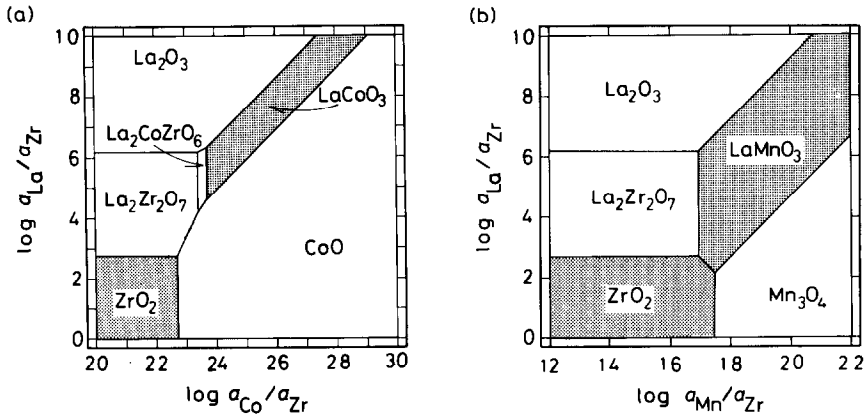 (a)
log a_La/a_Zr
10
8
6
4
2
0
La₂O₃
LaCoO₃
La₂CoZrO₆
La₂Zr₂O₇
CoO
ZrO₂
20 22 24 26 28 30
log a_Co/a_Zr
(b)
log a_La/a_Zr
10
8
6
4
2
0
La₂O₃
LaMnO₃
La₂Zr₂O₇
ZrO₂
Mn₃O₄
12 14 16 18 20 22
log a_Mn/a_Zr